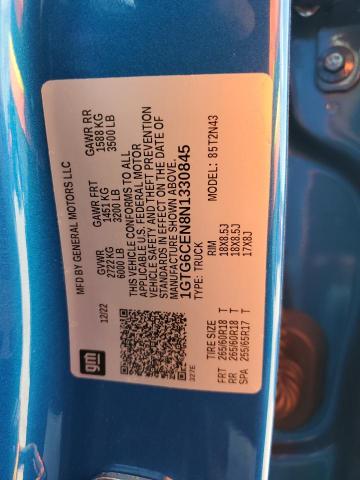 MFD BY GENERAL MOTORS LLC
12/22
GVWR GAWR FRT GAWR RR
2722KG 1451 KG 1588 KG
6000 LB 3200 LB 3500 LB
THIS VEHICLE CONFORMS TO ALL
APPLICABLE U.S. FEDERAL MOTOR
VEHICLE SAFETY, AND THEFT PREVENTION
STANDARDS IN EFFECT ON THE DATE OF
MANUFACTURE SHOWN ABOVE.
1GTG6CEN8N1330845
TYPE: TRUCK MODEL: 85T2N43
gm
327E
TIRE SIZE RIM
FRT 265/60R18 T 18X8.5J
RR 265/60R18 T 18X8.5J
SPA 255/65R17 T 17X8J